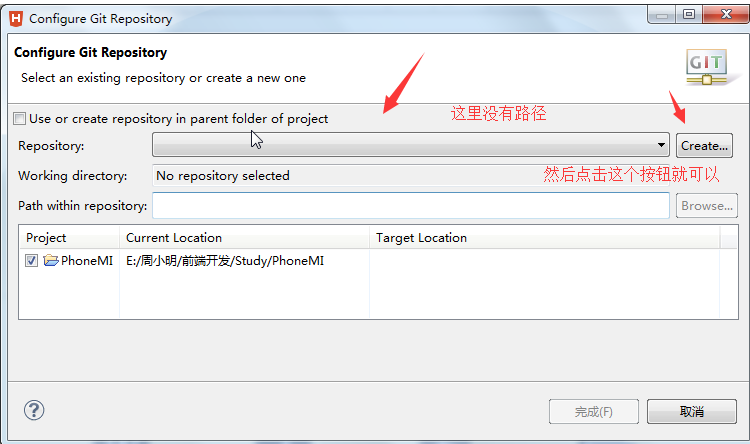 Configure Git Repository
Configure Git Repository
Select an existing repository or create a new one
GIT
Use or create repository in parent folder of project
这里没有路径
Repository:
Create...
Working directory:
No repository selected
然后点击这个按钮就可以
Path within repository:
Browse...
Project Current Location Target Location
PhoneMI E:/周小明/前端开发/Study/PhoneMI
完成(F) 取消